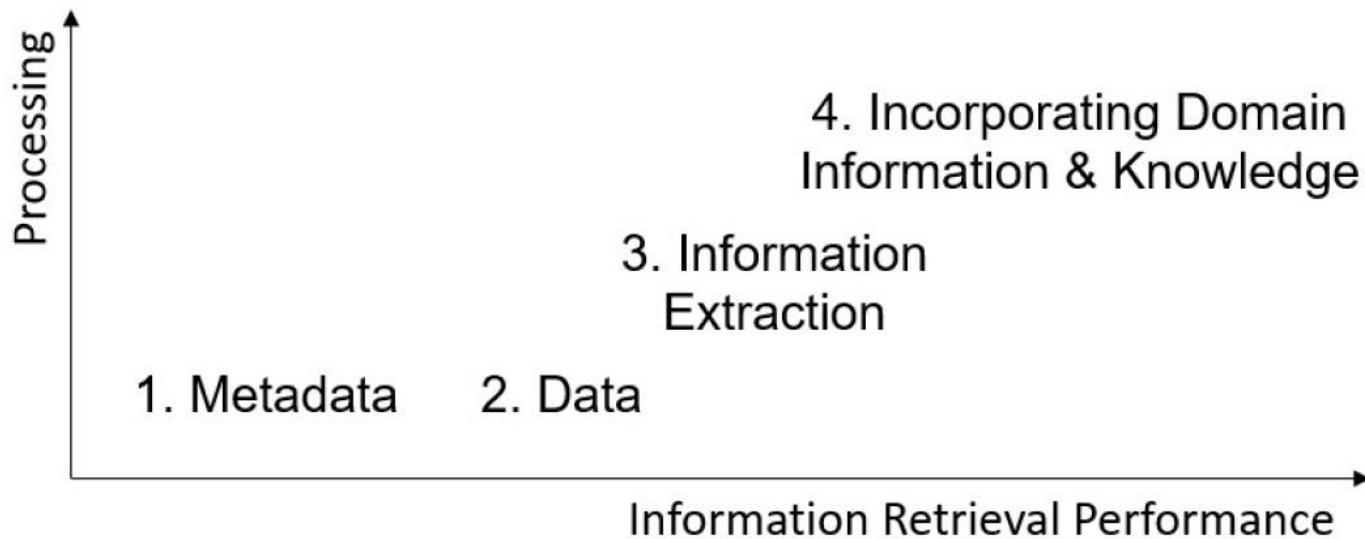 Processing
4. Incorporating Domain
Information & Knowledge
3. Information
Extraction
1. Metadata
2. Data
Information Retrieval Performance